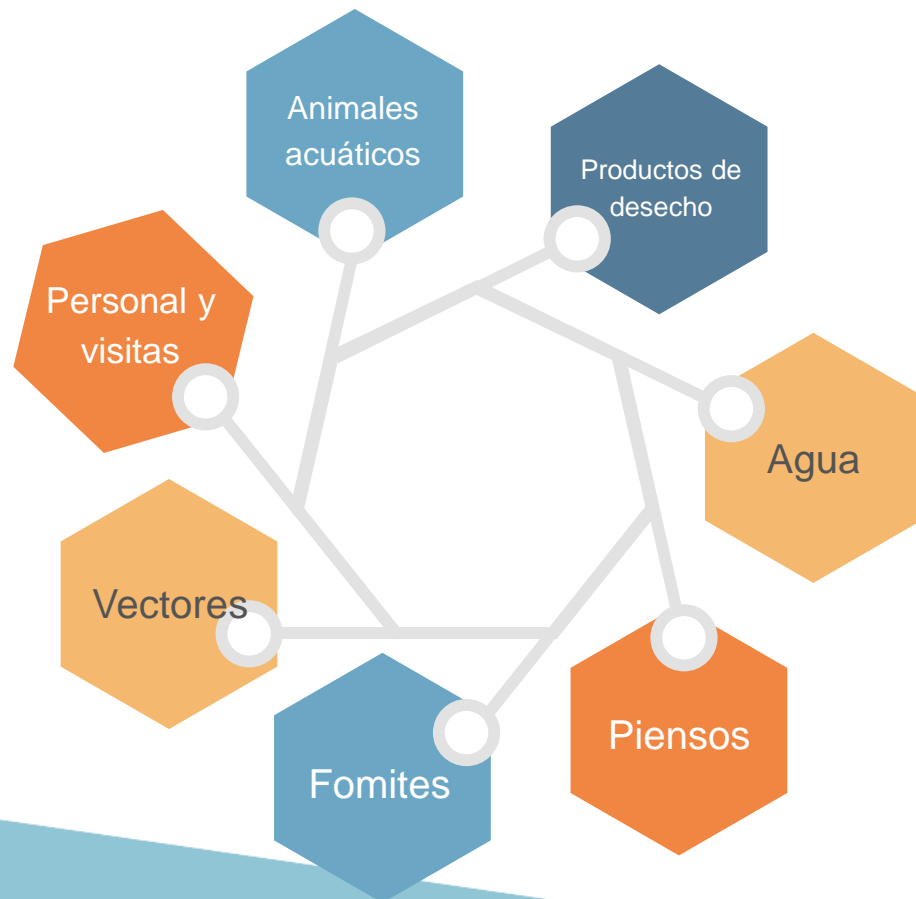 Animales
acuáticos
Productos de
desecho
Personal y
visitas
Agua
Vectores
Piensos
Fomites